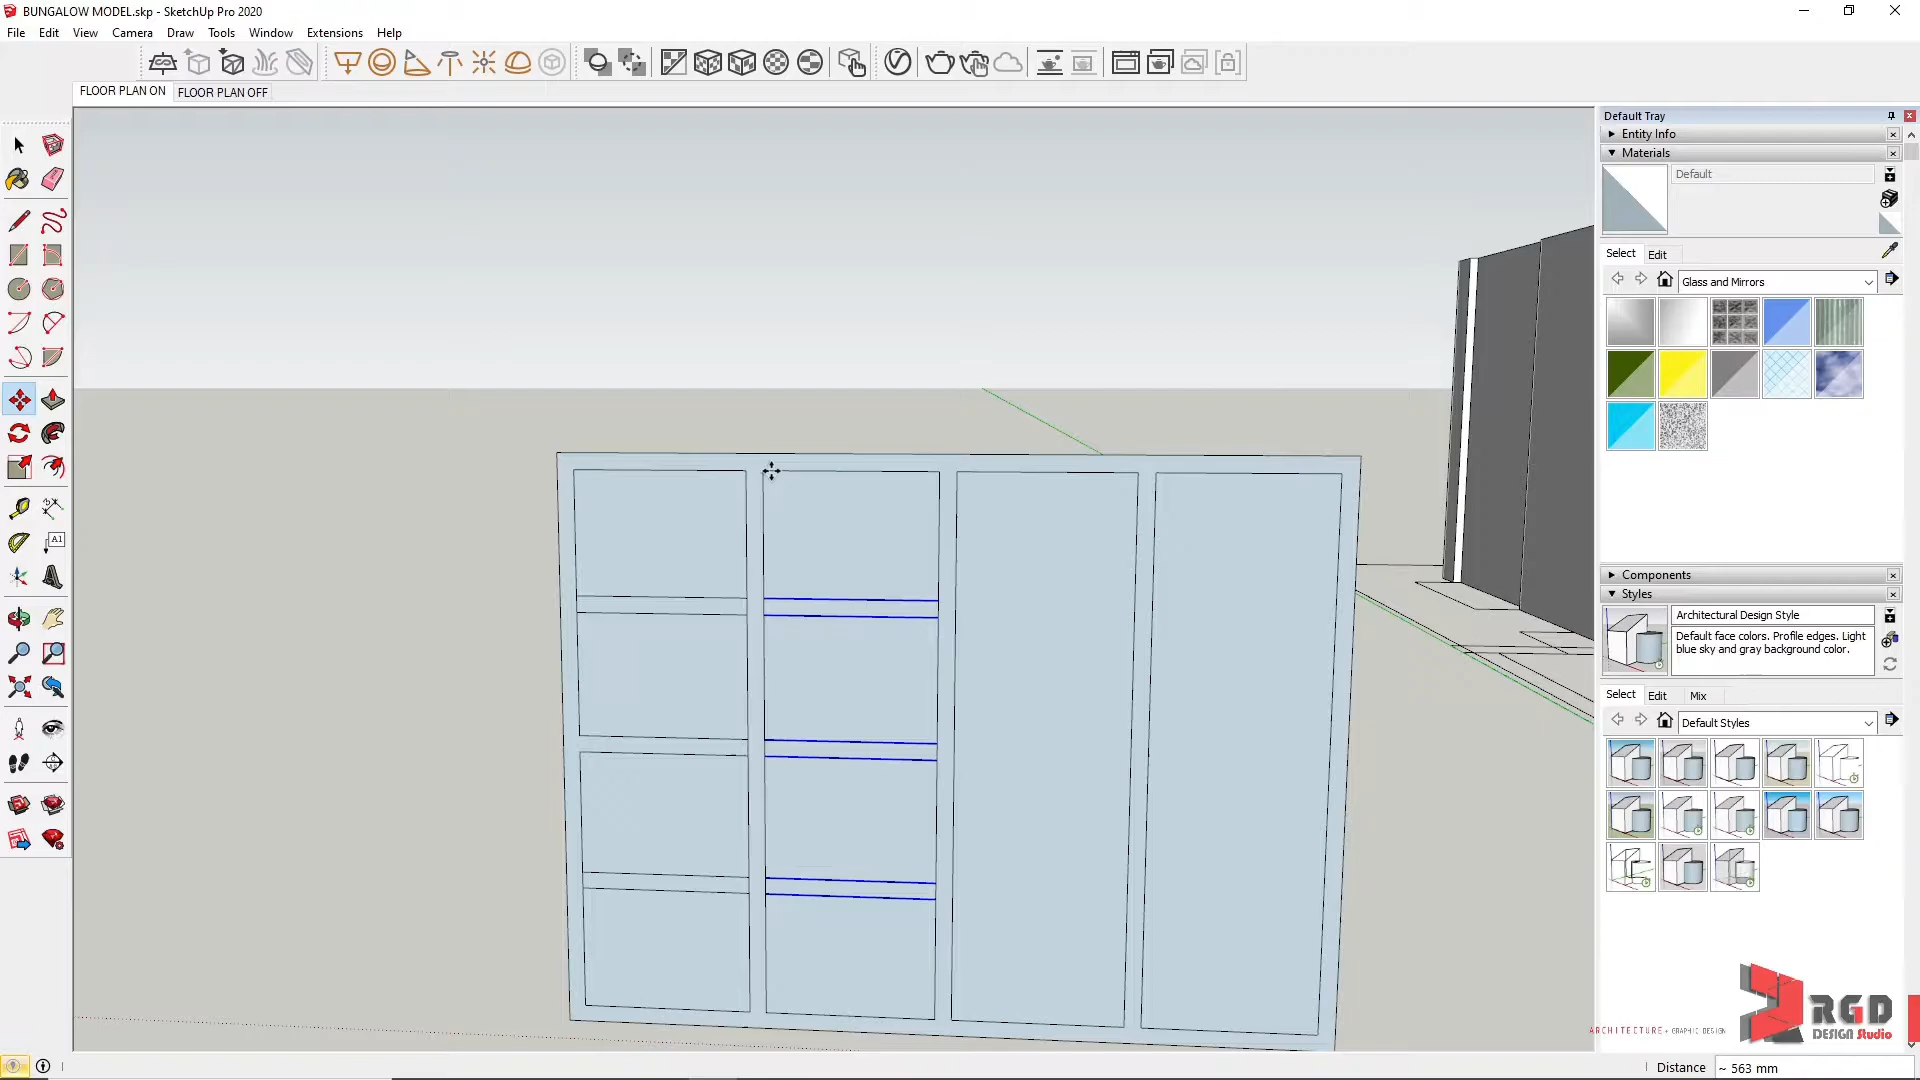 BUNGALOW MODEL.skp - SketchUp Pro 2020
File Edit View Camera Draw Tools Window Extensions Help
FLOOR PLAN ON FLOOR PLAN OFF
Default Tray
Entity Info
Materials
Default
Select Edit
Glass and Mirrors
A1
Components
Styles
Architectural Design Style
Default face colors. Profile edges. Light
blue sky and gray background color.
Select Edit Mix
Default Styles
RGD
DESIGN Studio
ARCHITECTURE + GRAPHIC DESIGN
Distance ~ 563 mm